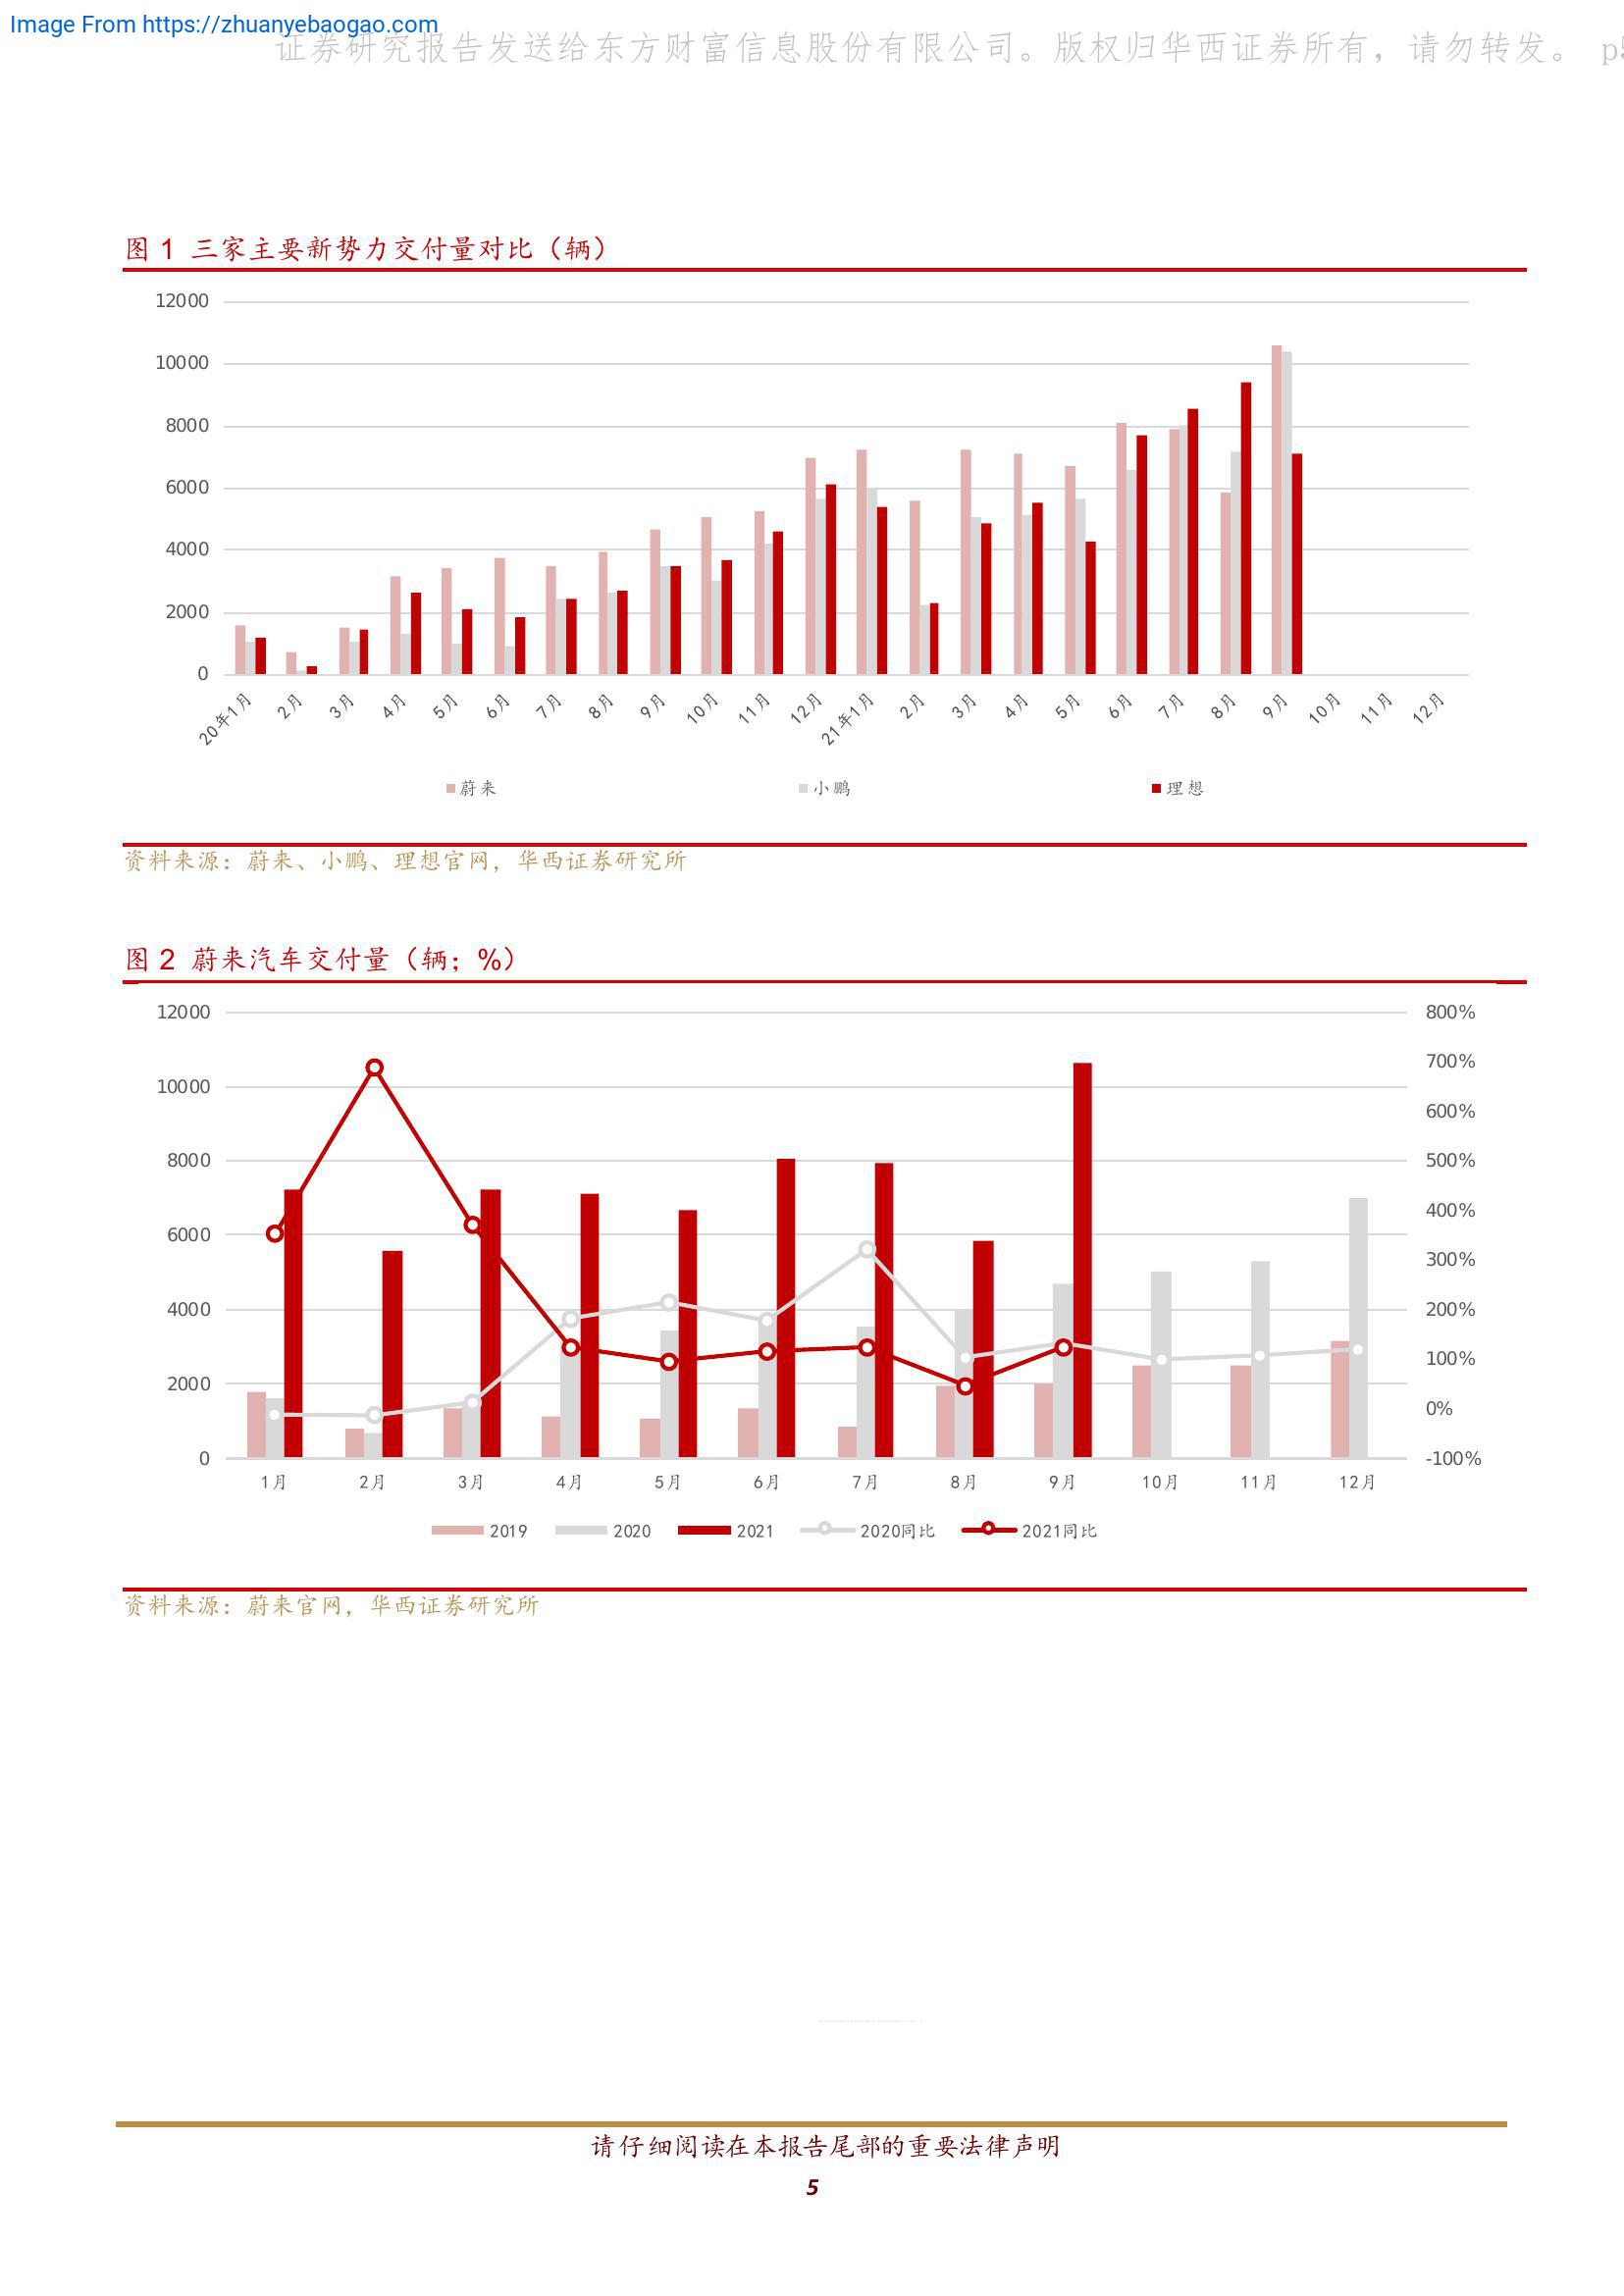 Image From https://zhuanyebaogao.com
证券研究报告发送给东方财富信息股份有限公司。版权归华西证券所有，请勿转发。 p5
图 1 三家主要新势力交付量对比（辆）
12000
10000
8000
6000
4000
2000
0
20年1月 2月 3月 4月 5月 6月 7月 8月 9月 10月 11月 12月 21年1月 2月 3月 4月 5月 6月 7月 8月 9月 10月 11月 12月
蔚来 小鹏 理想
资料来源：蔚来、小鹏、理想官网，华西证券研究所
图 2 蔚来汽车交付量（辆；%）
12000 800%
700%
10000
600%
8000 500%
400%
6000
300%
4000 200%
2000 100%
0%
0 -100%
1月 2月 3月 4月 5月 6月 7月 8月 9月 10月 11月 12月
2019 2020 2021 2020同比 2021同比
资料来源：蔚来官网，华西证券研究所
请仔细阅读在本报告尾部的重要法律声明
5